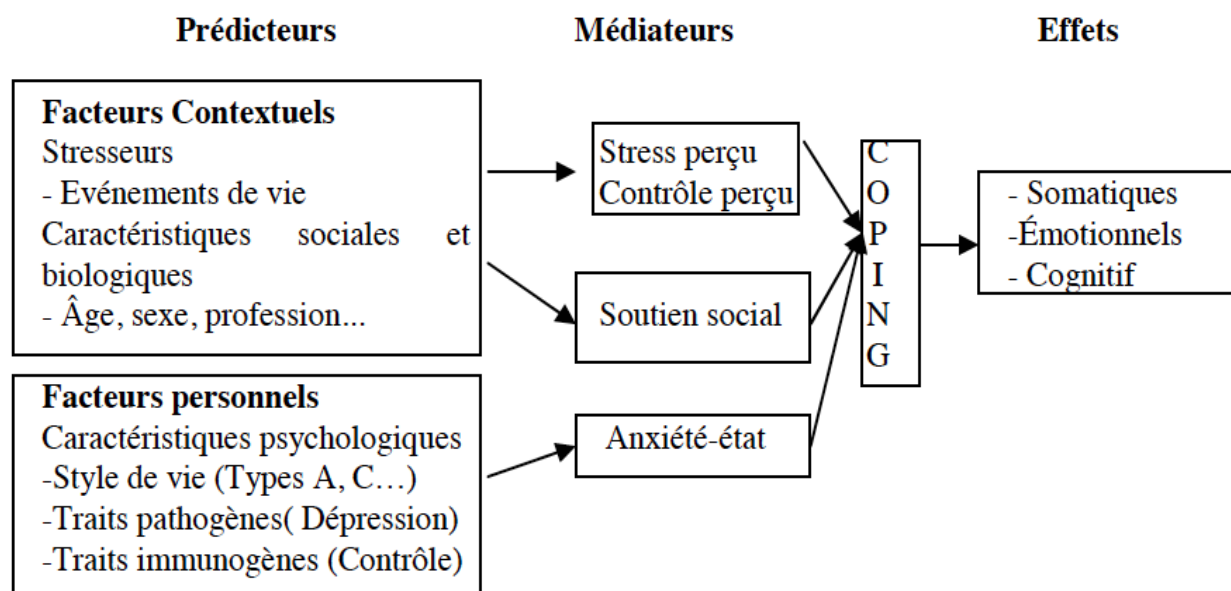 Prédicteurs
Médiateurs
Effets
Facteurs Contextuels
Stresseurs
- Evénements de vie
Caractéristiques sociales et
biologiques
- Âge, sexe, profession...
Facteurs personnels
Caractéristiques psychologiques
-Style de vie (Types A, C…)
-Traits pathogènes( Dépression)
-Traits immunogènes (Contrôle)
Stress perçu
Contrôle perçu
Soutien social
Anxiété-état
C
O
P
I
N
G
- Somatiques
-Émotionnels
- Cognitif